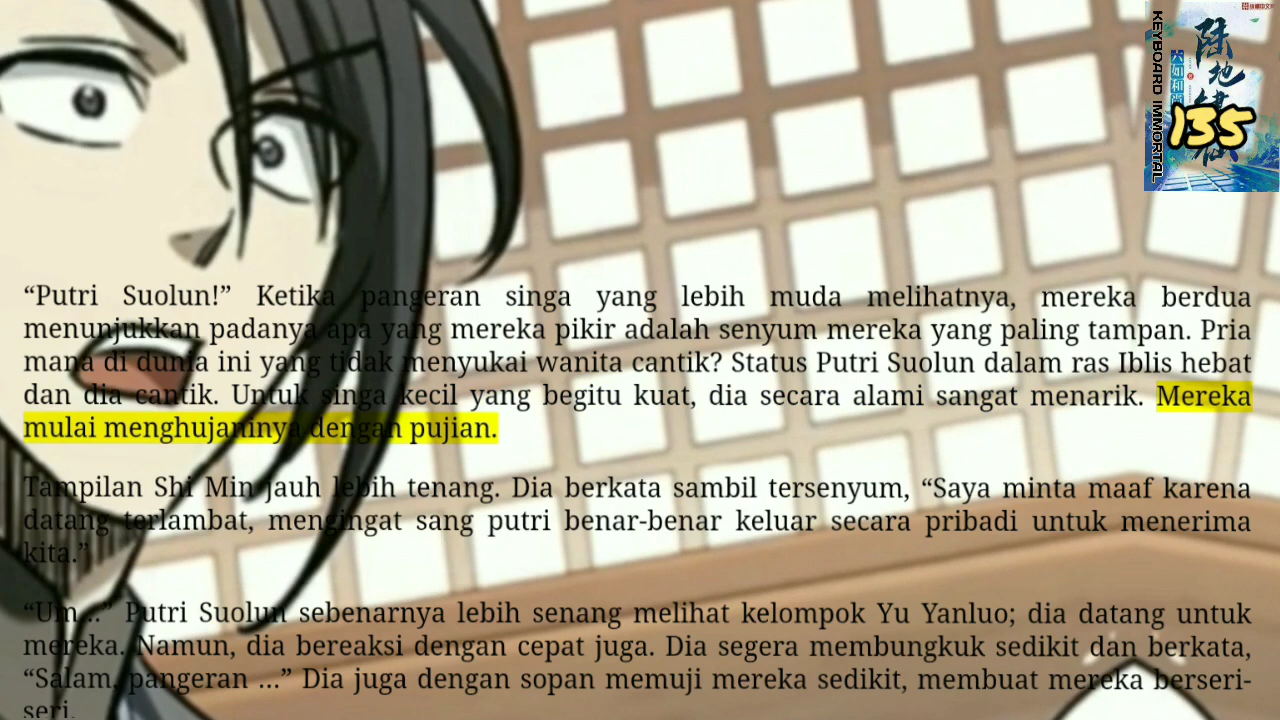 KEYBOARD IMMORTAL
135
“Putri Suolun!” Ketika pangeran singa yang lebih muda melihatnya, mereka berdua
menunjukkan padanya apa yang mereka pikir adalah senyum mereka yang paling tampan. Pria
mana di dunia ini yang tidak menyukai wanita cantik? Status Putri Suolun dalam ras Iblis hebat
dan dia cantik. Untuk singa kecil yang begitu kuat, dia secara alami sangat menarik. Mereka
mulai menghujaninya dengan pujian.
Tampilan Shi Min jauh lebih tenang. Dia berkata sambil tersenyum, “Saya minta maaf karena
datang terlambat, mengingat sang putri benar-benar keluar secara pribadi untuk menerima
kita.”
“Um...” Putri Suolun sebenarnya lebih senang melihat kelompok Yu Yanluo; dia datang untuk
mereka. Namun, dia bereaksi dengan cepat juga. Dia segera membungkuk sedikit dan berkata,
“Salam, pangeran ...” Dia juga dengan sopan memuji mereka sedikit, membuat mereka berseri-
seri.